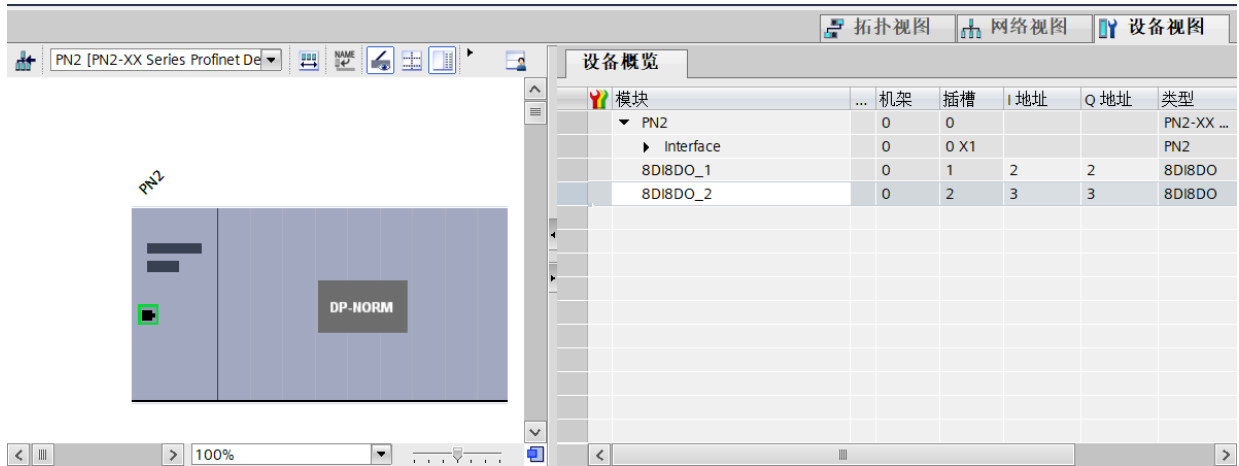 拓扑视图 网络视图 设备视图
PN2 [PN2-XX Series Profinet De NAME
设备概览
模块 ... 机架 插槽 I 地址 Q 地址 类型
PN2 0 0 PN2-XX ...
Interface 0 0 X1 PN2
8DI8DO_1 0 1 2 2 8DI8DO
8DI8DO_2 0 2 3 3 8DI8DO
PN2
DP-NORM
100%